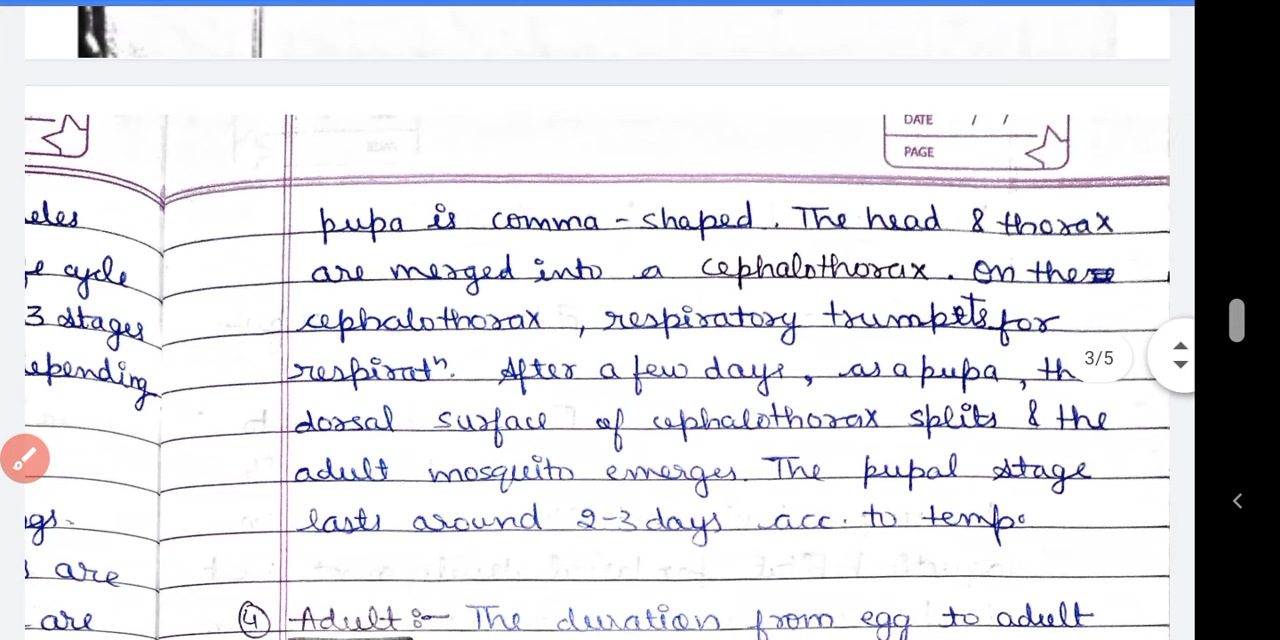 DATE / /
PAGE
eles
e cycle
3 stages
epending
gs.
are
are
pupa is comma - shaped. The head & thorax
are merged into a cephalothorax. On the
cephalothorax, respiratory trumpets for
respiratⁿ. After a few days, as a pupa, th
dorsal surface of cephalothorax splits & the
adult mosquito emerges. The pupal stage
lasts around 2-3 days acc. to temp.
④ Adult :- The duration from egg to adult
3/5